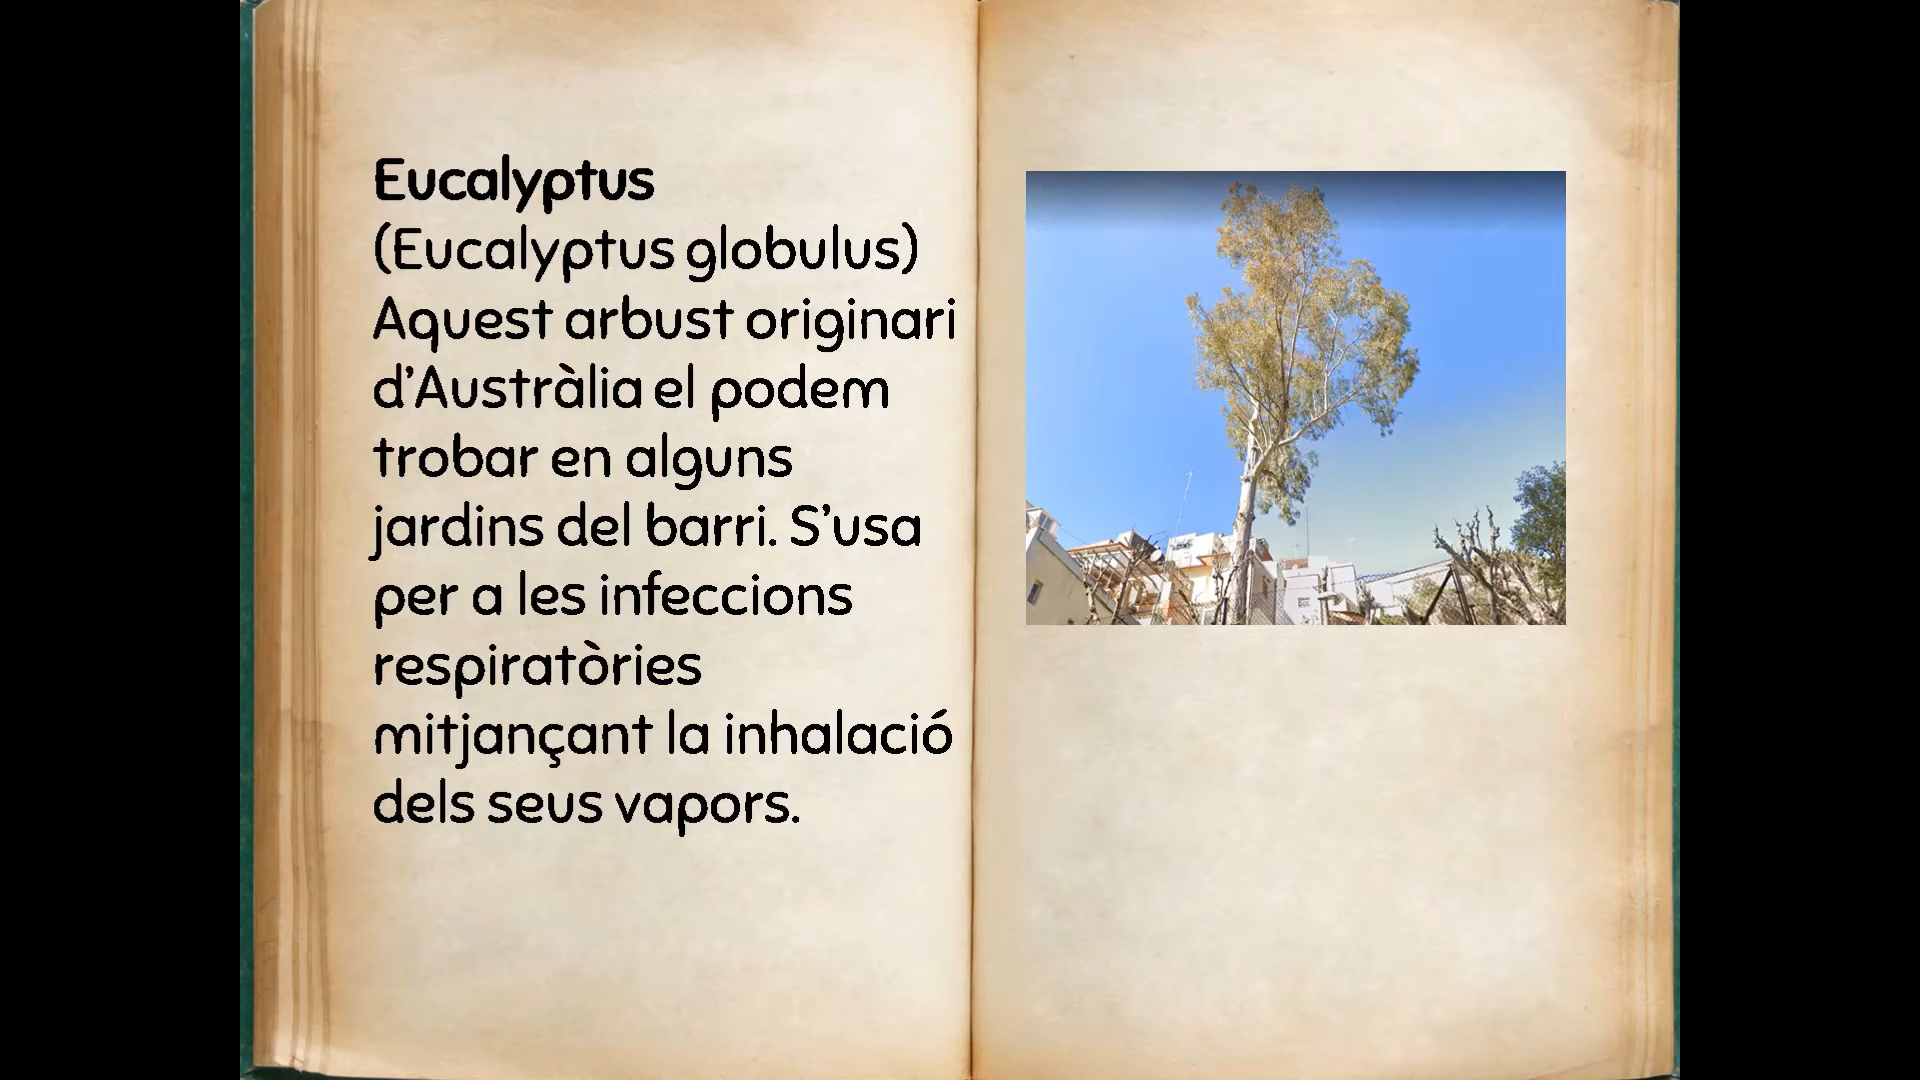 Eucalyptus
(Eucalyptus globulus)
Aquest arbust originari
d’Austràlia el podem
trobar en alguns
jardins del barri. S’usa
per a les infeccions
respiratòries
mitjançant la inhalació
dels seus vapors.